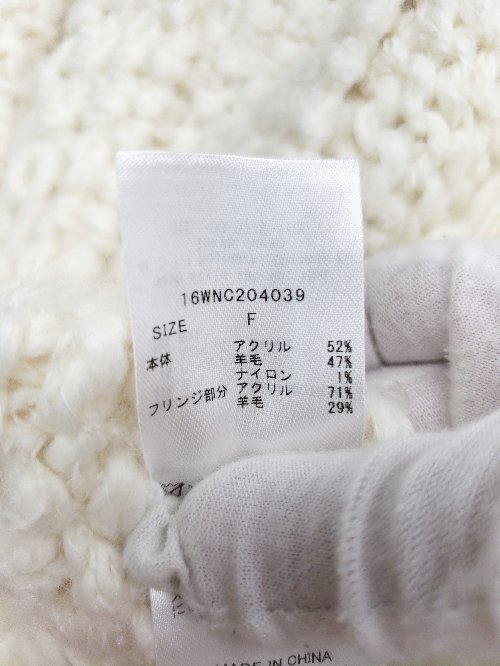 16WNC204039
SIZE F
本体 アクリル 52%
羊毛 47%
ナイロン 1%
フリンジ部分 アクリル 71%
羊毛 29%
MADE IN CHINA